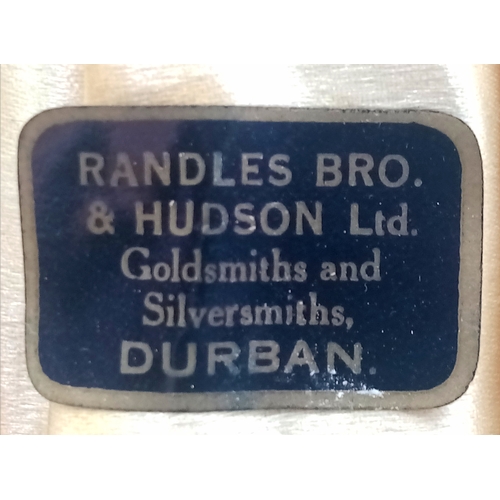 RANDLES BRO.
& HUDSON Ltd.
Goldsmiths and
Silversmiths,
DURBAN.